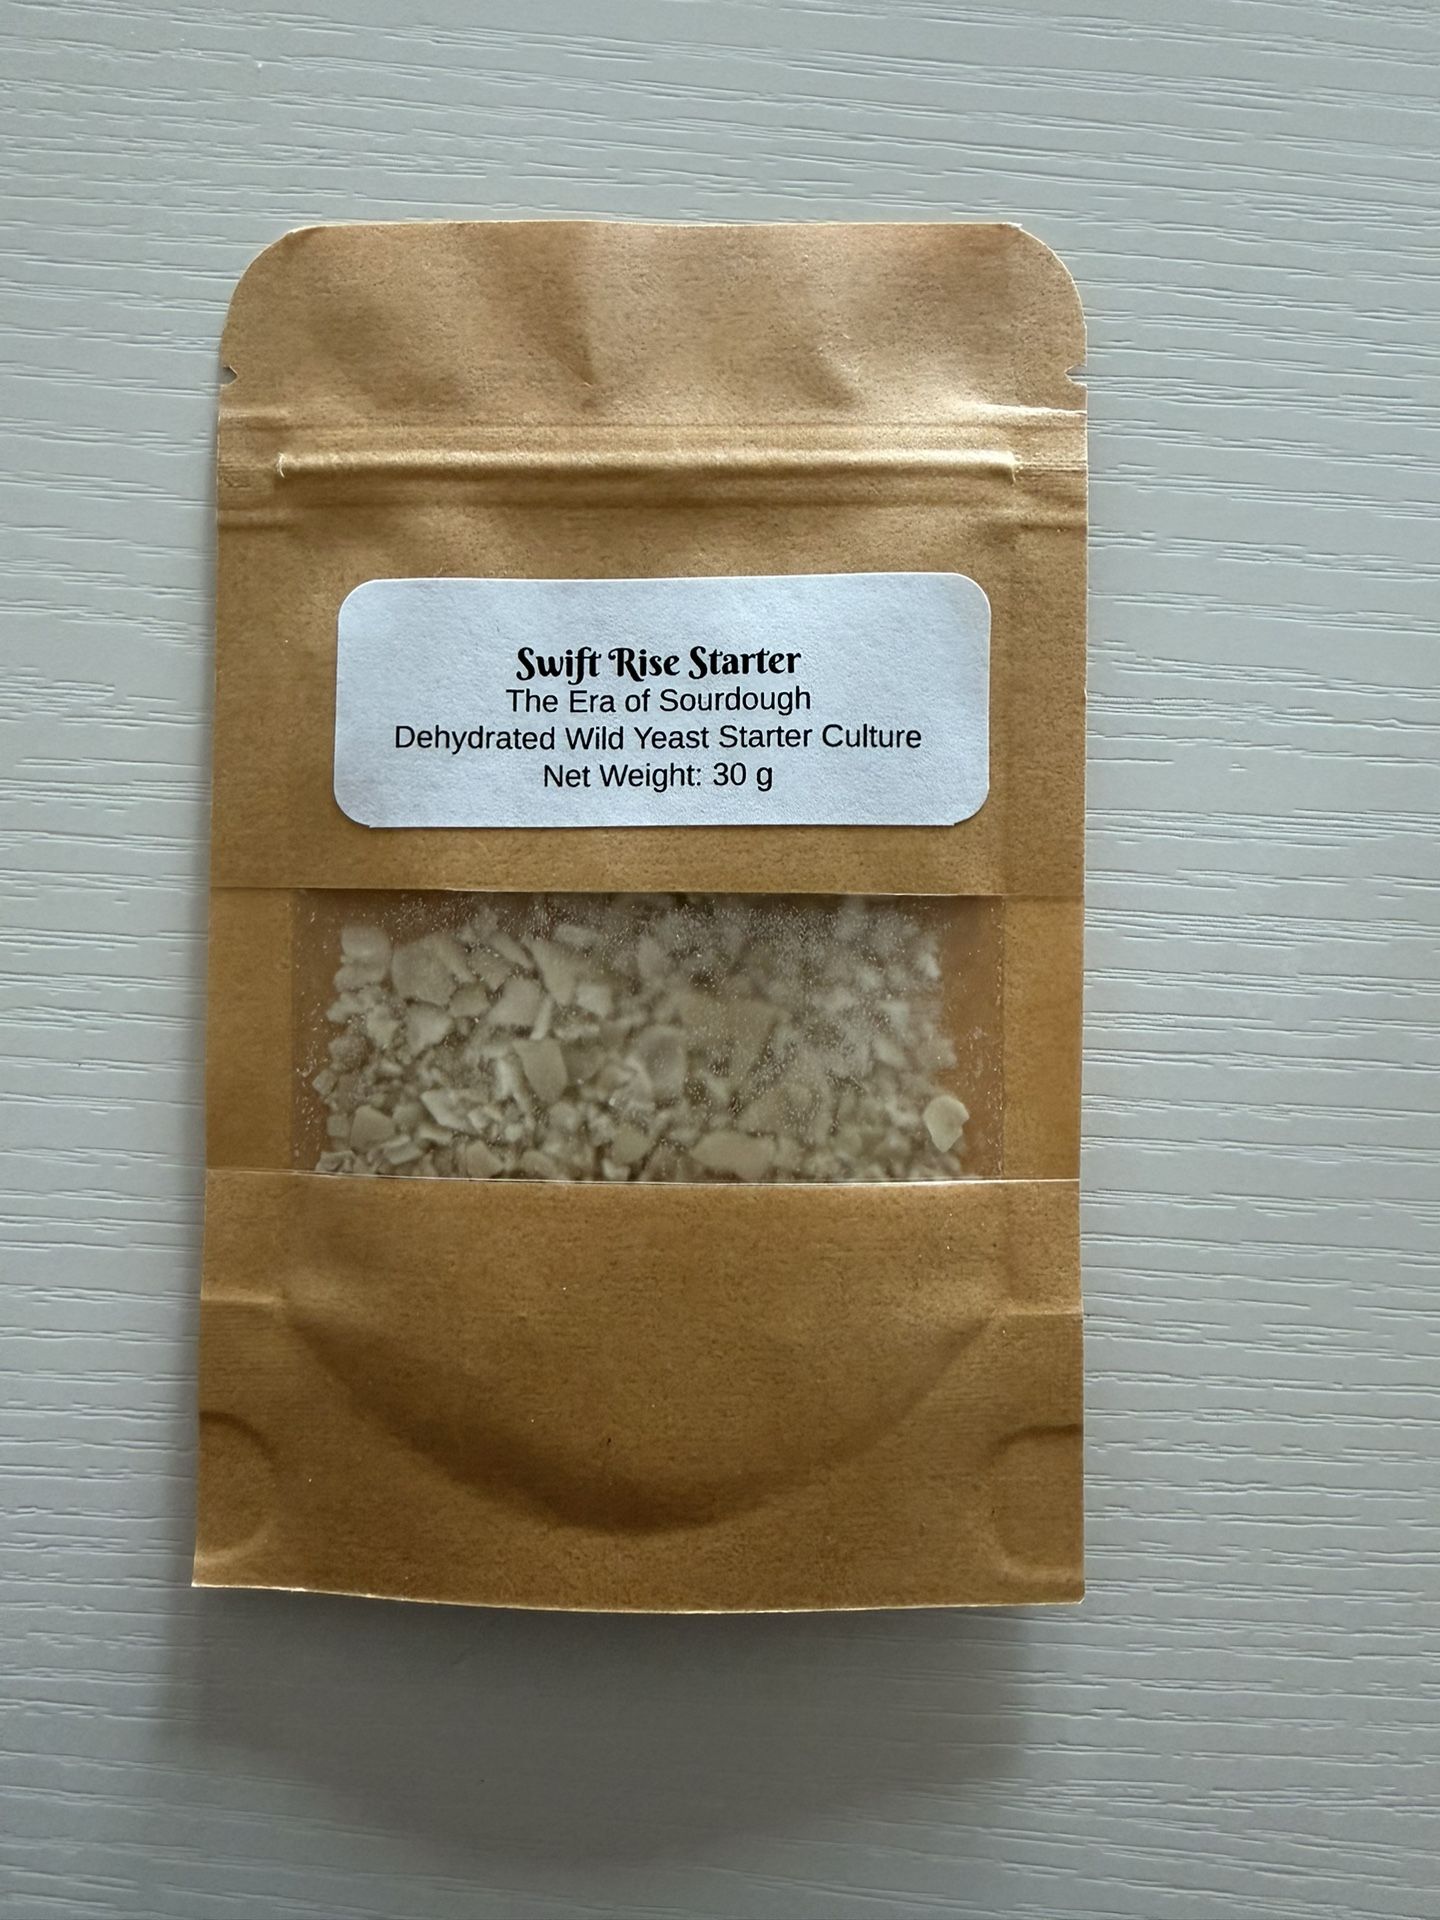 Swift Rise Starter
The Era of Sourdough
Dehydrated Wild Yeast Starter Culture
Net Weight: 30 g